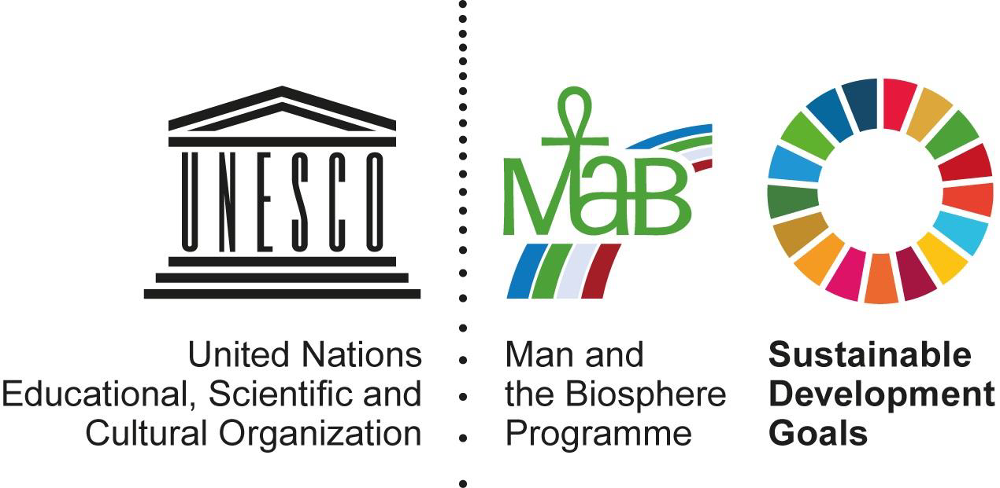 UNESCO
United Nations
Educational, Scientific and
Cultural Organization
MaB
Man and
the Biosphere
Programme
Sustainable
Development
Goals